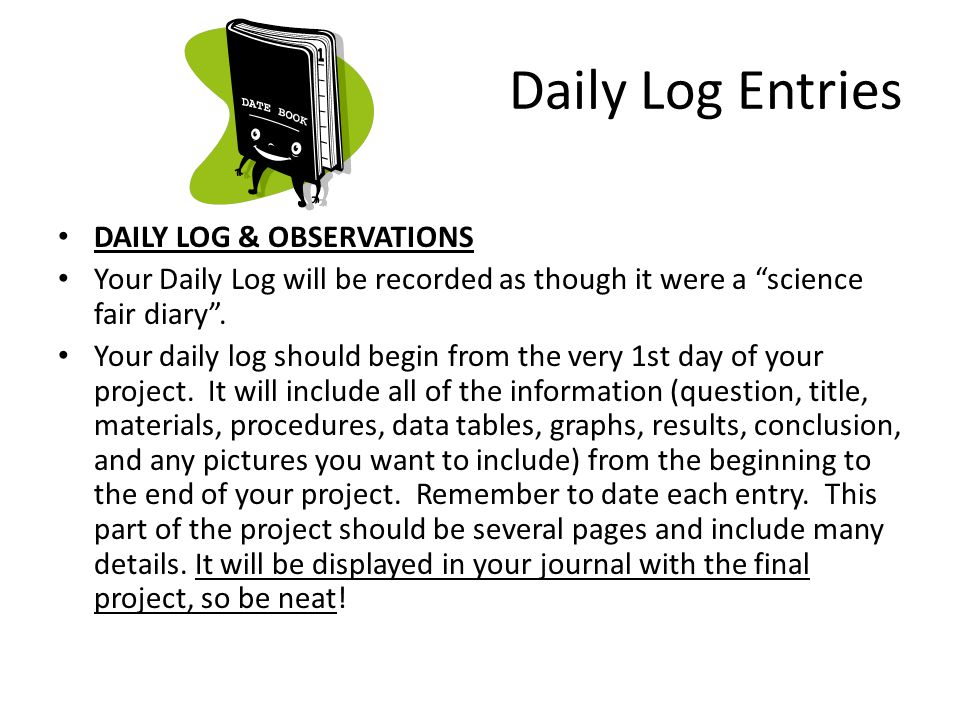 1
DATE BOOK
Daily Log Entries
• DAILY LOG & OBSERVATIONS
• Your Daily Log will be recorded as though it were a “science
fair diary”.
• Your daily log should begin from the very 1st day of your
project.  It will include all of the information (question, title,
materials, procedures, data tables, graphs, results, conclusion,
and any pictures you want to include) from the beginning to
the end of your project.  Remember to date each entry.  This
part of the project should be several pages and include many
details. It will be displayed in your journal with the final
project, so be neat!